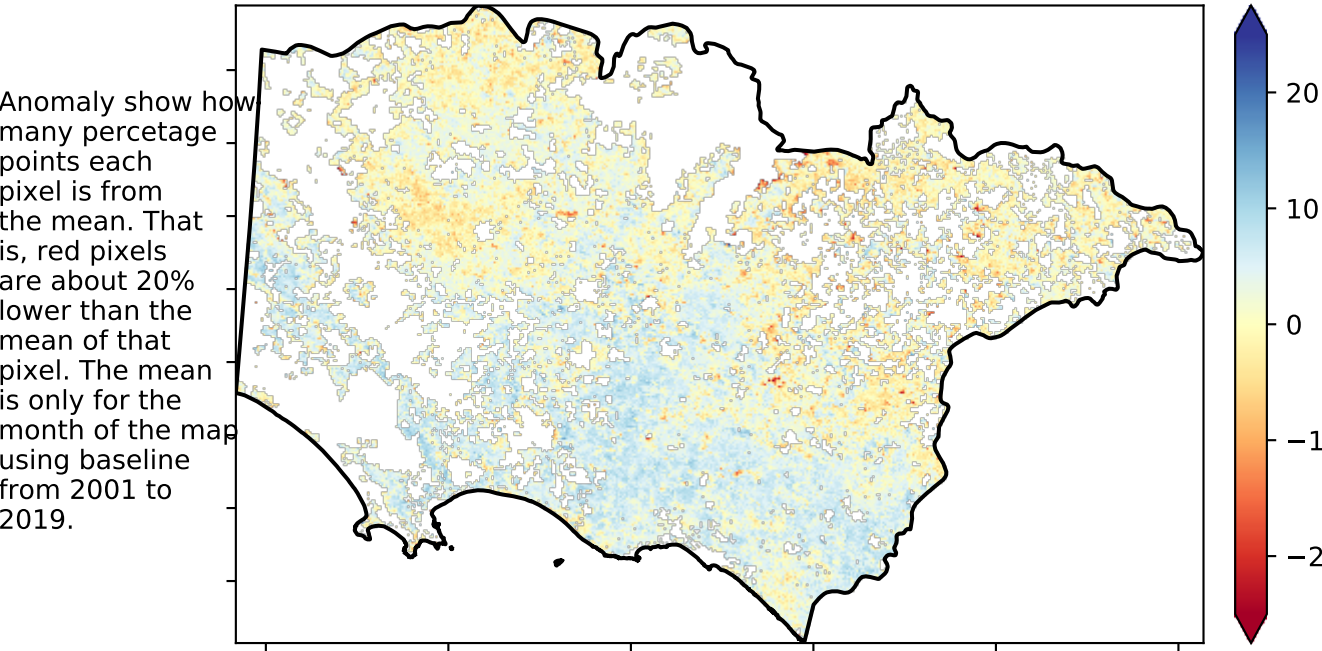 Anomaly show how
many percetage
points each
pixel is from
the mean. That
is, red pixels
are about 20%
lower than the
mean of that
pixel. The mean
is only for the
month of the map
using baseline
from 2001 to
2019.
20
10
0
−1
−2